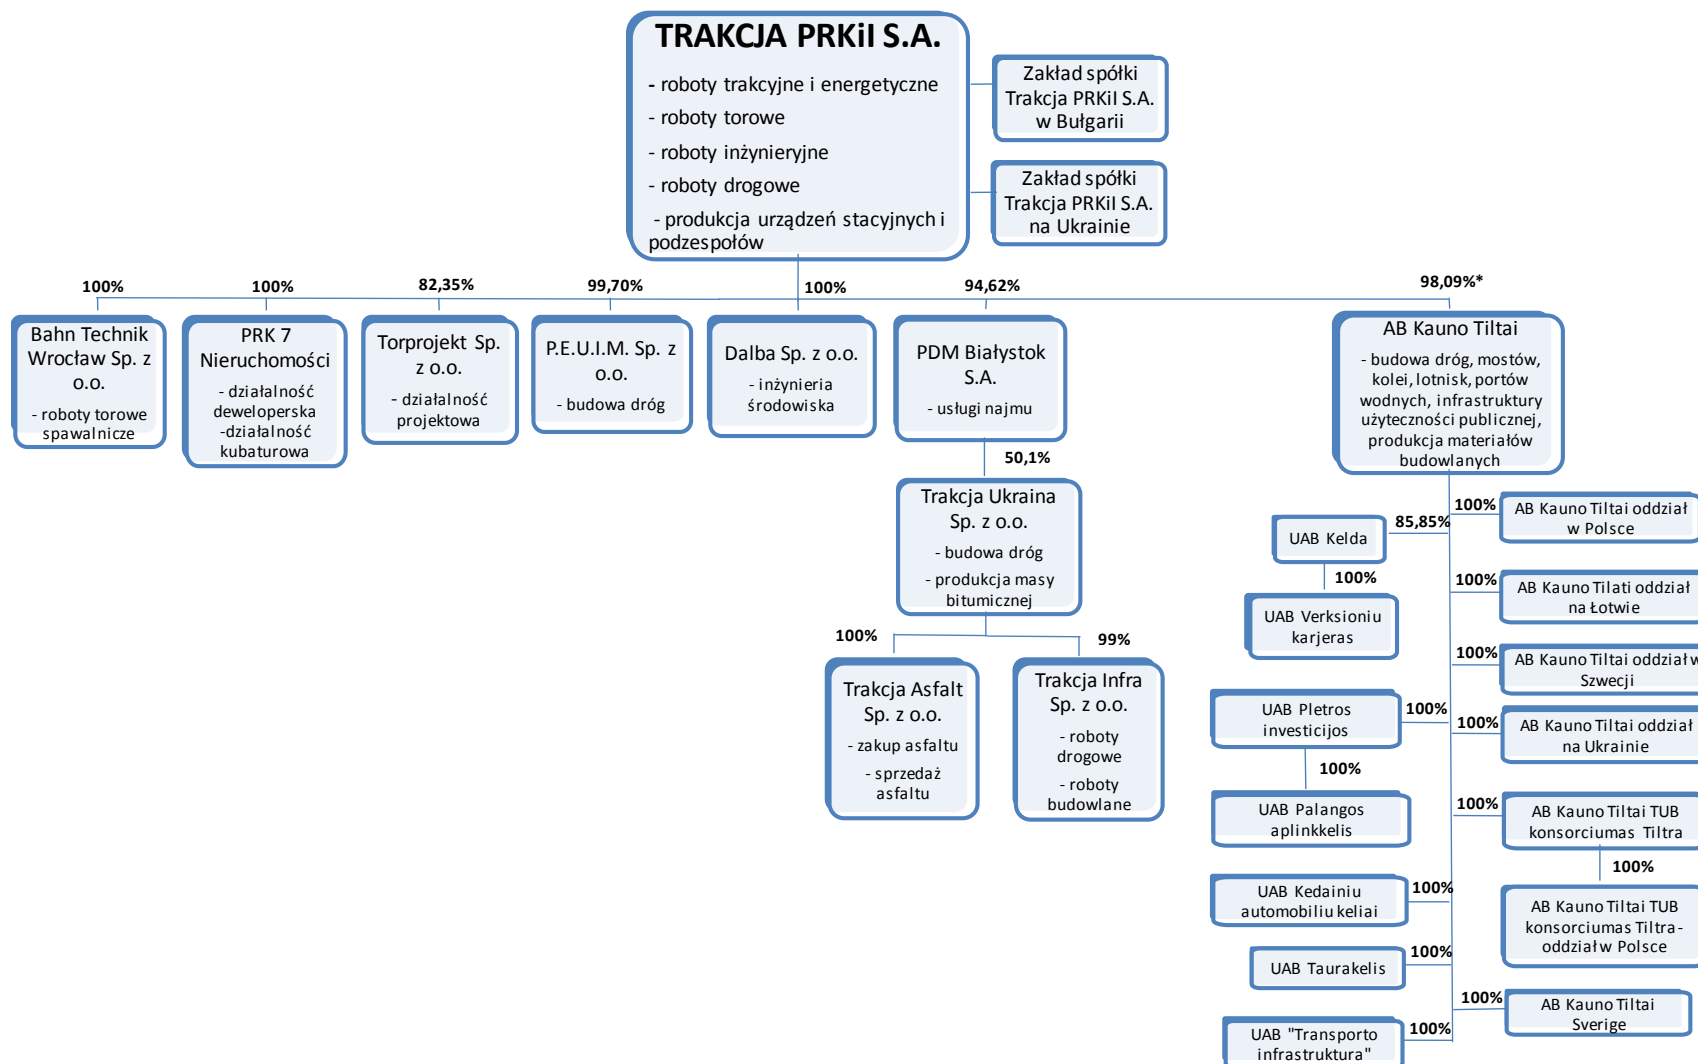 TRAKCJA PRKiI S.A.
- roboty trakcyjne i energetyczne
- roboty torowe
- roboty inżynieryjne
- roboty drogowe
- produkcja urządzeń stacyjnych i
podzespołów
Zakład spółki
Trakcja PRKiI S.A.
w Bułgarii
Zakład spółki
Trakcja PRKiI S.A.
na Ukrainie
100%
100%
82,35%
99,70%
100%
94,62%
98,09%*
Bahn Technik
Wrocław Sp. z
o.o.
- roboty torowe
spawalnicze
PRK 7
Nieruchomości
- działalność
deweloperska
-działalność
kubaturowa
Torprojekt Sp.
z o.o.
- działalność
projektowa
P.E.U.I.M. Sp. z
o.o.
- budowa dróg
Dalba Sp. z o.o.
- inżynieria
środowiska
PDM Białystok
S.A.
- usługi najmu
AB Kauno Tiltai
- budowa dróg, mostów,
kolei, lotnisk, portów
wodnych, infrastruktury
użyteczności publicznej,
produkcja materiałów
budowlanych
50,1%
Trakcja Ukraina
Sp. z o.o.
- budowa dróg
- produkcja masy
bitumicznej
100%
99%
Trakcja Asfalt
Sp. z o.o.
- zakup asfaltu
- sprzedaż
asfaltu
Trakcja Infra
Sp. z o.o.
- roboty
drogowe
- roboty
budowlane
85,85%
UAB Kelda
100%
UAB Verksioniu
karjeras
100%
UAB Pletros
investicijos
100%
UAB Palangos
aplinkkelis
100%
UAB Kedainiu
automobiliu keliai
100%
UAB Taurakelis
100%
UAB "Transporto
infrastruktura"
100%
AB Kauno Tiltai oddział
w Polsce
100%
AB Kauno Tilati oddział
na Łotwie
100%
AB Kauno Tiltai oddział w
Szwecji
100%
AB Kauno Tiltai oddział
na Ukrainie
100%
AB Kauno Tiltai TUB
konsorciumas Tiltra
100%
AB Kauno Tiltai TUB
konsorciumas Tiltra-
oddział w Polsce
100%
AB Kauno Tiltai
Sverige